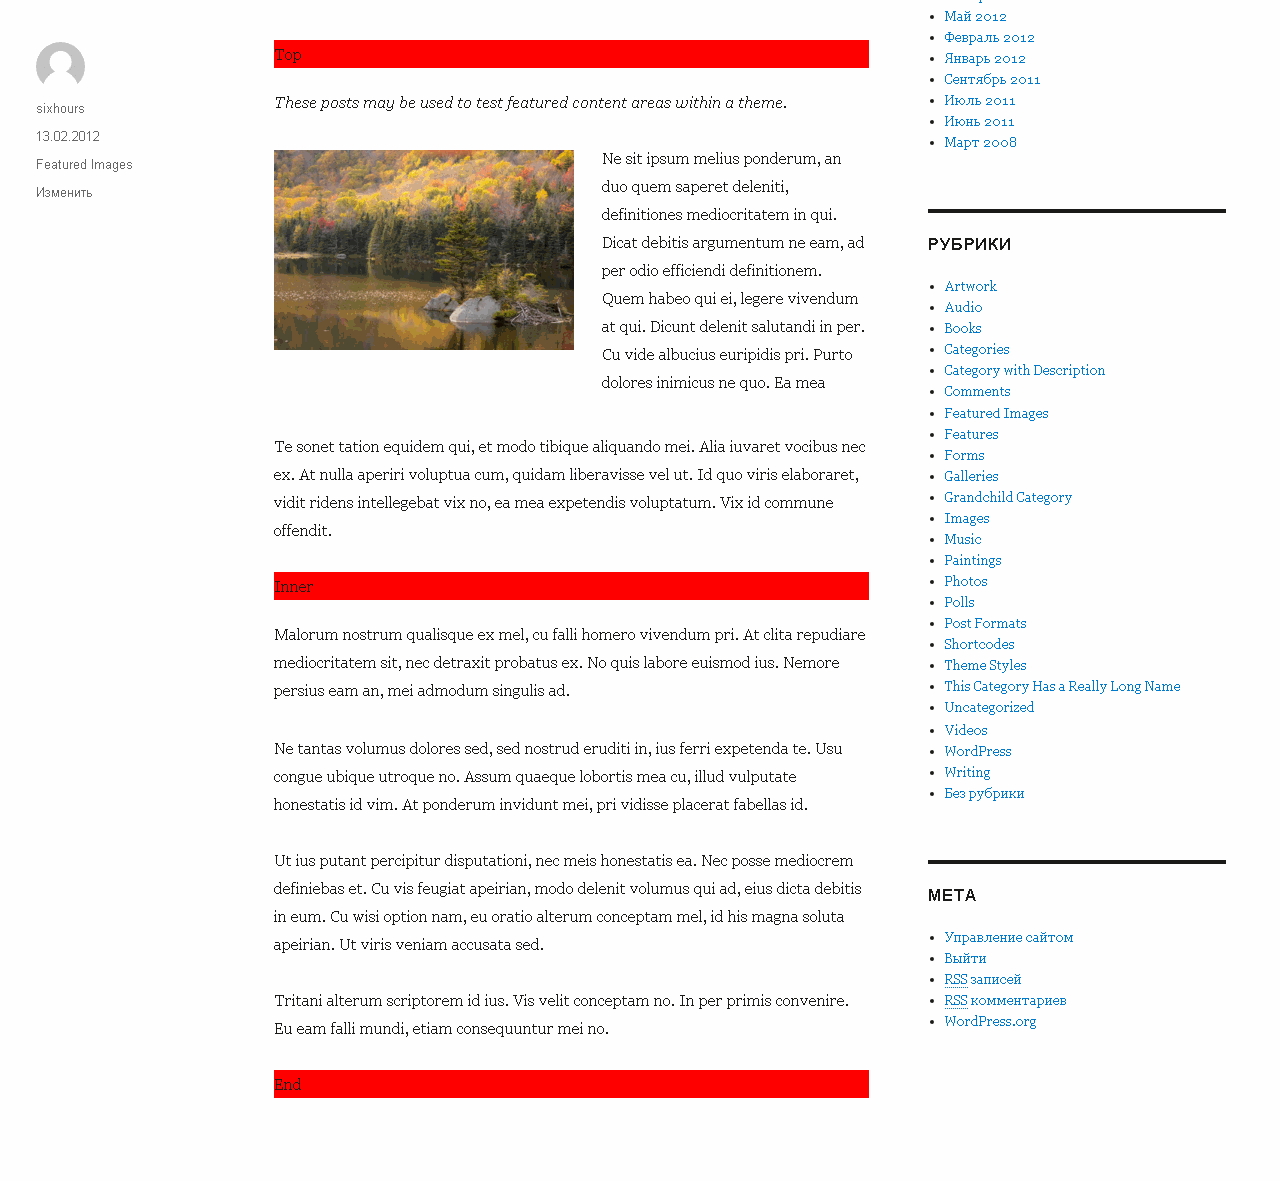 sixhours
13.02.2012
Featured Images
Изменить
Top
These posts may be used to test featured content areas within a theme.
Ne sit ipsum melius ponderum, an
duo quem saperet deleniti,
definitiones mediocritatem in qui.
Dicat debitis argumentum ne eam, ad
per odio efficiendi definitionem.
Quem habeo qui ei, legere vivendum
at qui. Dicunt delenit salutandi in per.
Cu vide albucius euripidis pri. Purto
dolores inimicus ne quo. Ea mea
Te sonet tation equidem qui, et modo tibique aliquando mei. Alia iuvaret vocibus nec
ex. At nulla aperiri voluptua cum, quidam liberavisse vel ut. Id quo viris elaboraret,
vidit ridens intellegebat vix no, ea mea expetendis voluptatum. Vix id commune
offendit.
Inner
Malorum nostrum qualisque ex mel, cu falli homero vivendum pri. At clita repudiare
mediocritatem sit, nec detraxit probatus ex. No quis labore euismod ius. Nemore
persius eam an, mei admodum singulis ad.
Ne tantas volumus dolores sed, sed nostrud eruditi in, ius ferri expetenda te. Usu
congue ubique utroque no. Assum quaeque lobortis mea cu, illud vulputate
honestatis id vim. At ponderum invidunt mei, pri vidisse placerat fabellas id.
Ut ius putant percipitur disputationi, nec meis honestatis ea. Nec posse mediocrem
definiebas et. Cu vis feugiat apeirian, modo delenit volumus qui ad, eius dicta debitis
in eum. Cu wisi option nam, eu oratio alterum conceptam mel, id his magna soluta
apeirian. Ut viris veniam accusata sed.
Tritani alterum scriptorem id ius. Vis velit conceptam no. In per primis convenire.
Eu eam falli mundi, etiam consequuntur mei no.
End
Май 2012
Февраль 2012
Январь 2012
Сентябрь 2011
Июль 2011
Июнь 2011
Март 2008
РУБРИКИ
Artwork
Audio
Books
Categories
Category with Description
Comments
Featured Images
Features
Forms
Galleries
Grandchild Category
Images
Music
Paintings
Photos
Polls
Post Formats
Shortcodes
Theme Styles
This Category Has a Really Long Name
Uncategorized
Videos
WordPress
Writing
Без рубрики
МЕТА
Управление сайтом
Выйти
RSS записей
RSS комментариев
WordPress.org